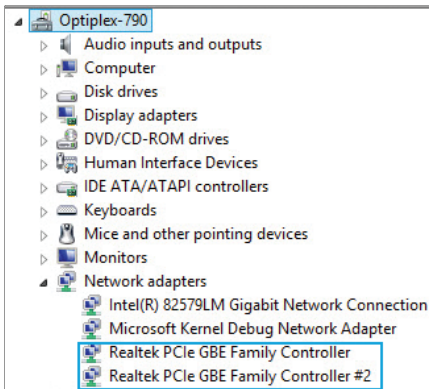 Optiplex-790
Audio inputs and outputs
Computer
Disk drives
Display adapters
DVD/CD-ROM drives
Human Interface Devices
IDE ATA/ATAPI controllers
Keyboards
Mice and other pointing devices
Monitors
Network adapters
Intel(R) 82579LM Gigabit Network Connection
Microsoft Kernel Debug Network Adapter
Realtek PCIe GBE Family Controller
Realtek PCIe GBE Family Controller #2